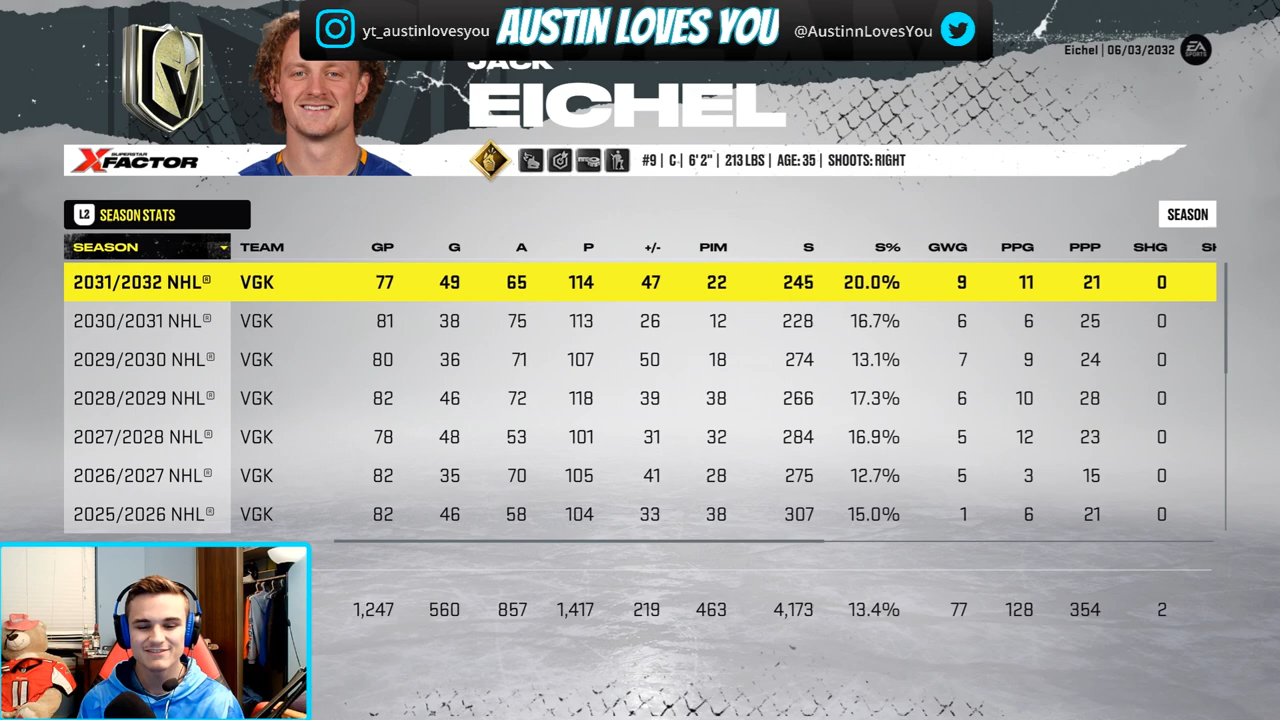 yt_austinlovesyou AUSTIN LOVES YOU @AustinnLovesYou
Eichel | 06/03/2032 EA SPORTS
JACK
EICHEL
SUPERSTAR
X FACTOR #9 | C | 6' 2" | 213 LBS | AGE: 35 | SHOOTS: RIGHT
L2 SEASON STATS SEASON
SEASON TEAM GP G A P +/- PIM S S% GWG PPG PPP SHG
2031/2032 NHL® VGK 77 49 65 114 47 22 245 20.0% 9 11 21 0
2030/2031 NHL® VGK 81 38 75 113 26 12 228 16.7% 6 6 25 0
2029/2030 NHL® VGK 80 36 71 107 50 18 274 13.1% 7 9 24 0
2028/2029 NHL® VGK 82 46 72 118 39 38 266 17.3% 6 10 28 0
2027/2028 NHL® VGK 78 48 53 101 31 32 284 16.9% 5 12 23 0
2026/2027 NHL® VGK 82 35 70 105 41 28 275 12.7% 5 3 15 0
2025/2026 NHL® VGK 82 46 58 104 33 38 307 15.0% 1 6 21 0
1,247 560 857 1,417 219 463 4,173 13.4% 77 128 354 2